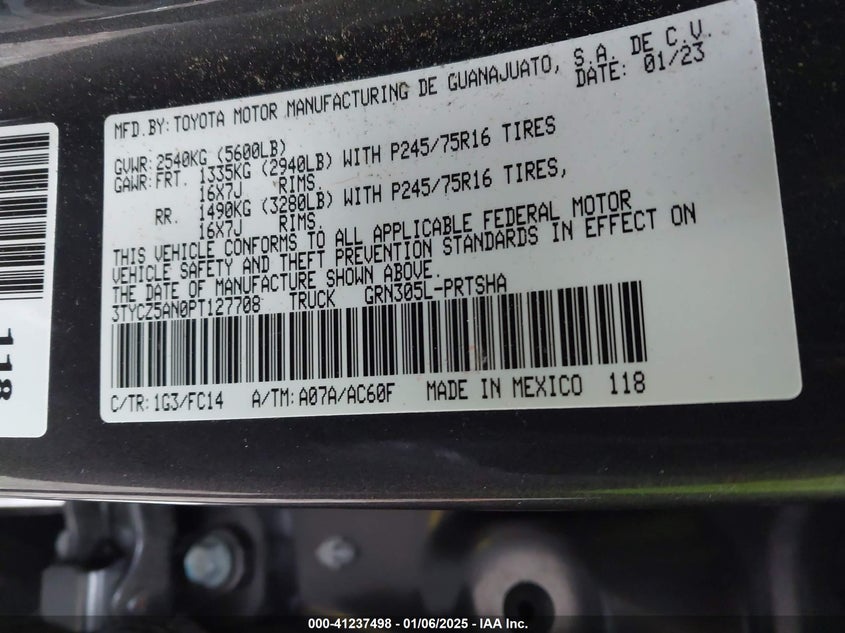 MFD.BY:TOYOTA MOTOR MANUFACTURING DE GUANAJUATO, S.A. DE C.V.
DATE: 01/23
GVWR:2540KG (5600LB)
GAWR:FRT. 1335KG (2940LB) WITH P245/75R16 TIRES
16X7J RIMS.
RR. 1490KG (3280LB) WITH P245/75R16 TIRES,
16X7J RIMS.
THIS VEHICLE CONFORMS TO ALL APPLICABLE FEDERAL MOTOR
VEHICLE SAFETY AND THEFT PREVENTION STANDARDS IN EFFECT ON
THE DATE OF MANUFACTURE SHOWN ABOVE.
3TYCZ5AN0PT127708 TRUCK GRN305L-PRTSHA
C/TR:1G3/FC14 A/TM:A07A/AC60F MADE IN MEXICO 118
118
000-41237498 - 01/06/2025 - IAA Inc.